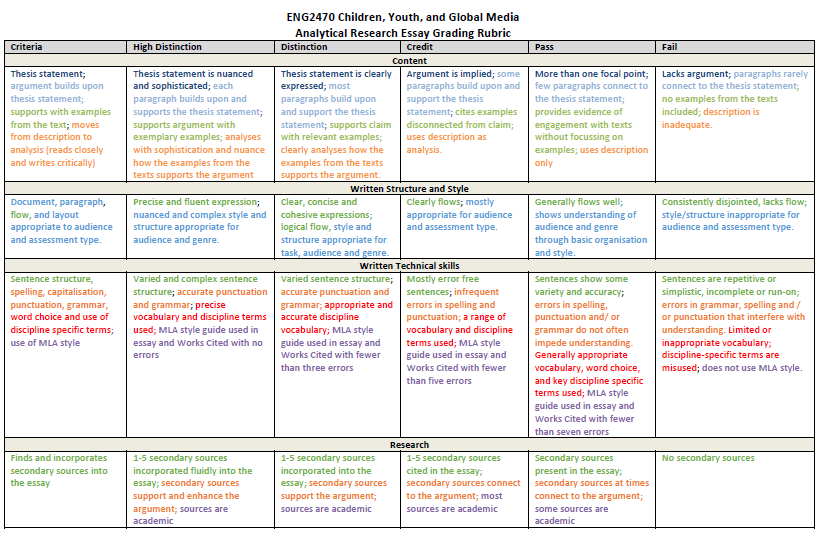 ENG2470 Children, Youth, and Global Media
Analytical Research Essay Grading Rubric
Criteria
High Distinction
Distinction
Credit
Pass
Fail
Content
Thesis statement;
argument builds upon
thesis statement;
supports with examples
from the text; moves
from description to
analysis (reads closely
and writes critically)
Thesis statement is nuanced
and sophisticated; each
paragraph builds upon and
supports the thesis statement;
supports argument with
exemplary examples; analyses
with sophistication and nuance
how the examples from the
texts supports the argument
Thesis statement is clearly
expressed; most
paragraphs build upon
and support the thesis
statement; supports claim
with relevant examples;
clearly analyses how the
examples from the texts
supports the argument.
Argument is implied; some
paragraphs build upon and
support the thesis
statement; cites examples
disconnected from claim;
uses description as
analysis.
More than one focal point;
few paragraphs connect to
the thesis statement;
provides evidence of
engagement with texts
without focussing on
examples; uses description
only
Lacks argument; paragraphs rarely
connect to the thesis statement;
no examples from the texts
included; description is
inadequate.
Written Structure and Style
Document, paragraph,
flow, and layout
appropriate to audience
and assessment type.
Precise and fluent expression;
nuanced and complex style and
structure appropriate for
audience and genre.
Clear, concise and
cohesive expressions;
logical flow, style and
structure appropriate for
task, audience and genre.
Clearly flows; mostly
appropriate for audience
and assessment type.
Generally flows well;
shows understanding of
audience and genre
through basic organisation
and style.
Consistently disjointed, lacks flow;
style/structure inappropriate for
audience and assessment type.
Written Technical skills
Sentence structure,
spelling, capitalisation,
punctuation, grammar,
word choice and use of
discipline specific terms;
use of MLA style
Varied and complex sentence
structure; accurate punctuation
and grammar; precise
vocabulary and discipline terms
used; MLA style guide used in
essay and Works Cited with no
errors
Varied sentence structure;
accurate punctuation and
grammar; appropriate and
accurate discipline
vocabulary; MLA style
guide used in essay and
Works Cited with fewer
than three errors
Mostly error free
sentences; infrequent
errors in spelling and
punctuation; a range of
vocabulary and discipline
terms used; MLA style
guide used in essay and
Works Cited with fewer
than five errors
Sentences show some
variety and accuracy;
errors in spelling,
punctuation and/ or
grammar do not often
impede understanding.
Generally appropriate
vocabulary, word choice,
and key discipline specific
terms used; MLA style
guide used in essay and
Works Cited with fewer
than seven errors
Sentences are repetitive or
simplistic, incomplete or run-on;
errors in grammar, spelling and /
or punctuation that interfere with
understanding. Limited or
inappropriate vocabulary;
discipline-specific terms are
misused; does not use MLA style.
Research
Finds and incorporates
secondary sources into
the essay
1-5 secondary sources
incorporated fluidly into the
essay; secondary sources
support and enhance the
argument; sources are
academic
1-5 secondary sources
incorporated into the
essay; secondary sources
support the argument;
sources are academic
1-5 secondary sources
cited in the essay;
secondary sources connect
to the argument; most
sources are academic
Secondary sources
present in the essay;
secondary sources at times
connect to the argument;
some sources are
academic
No secondary sources